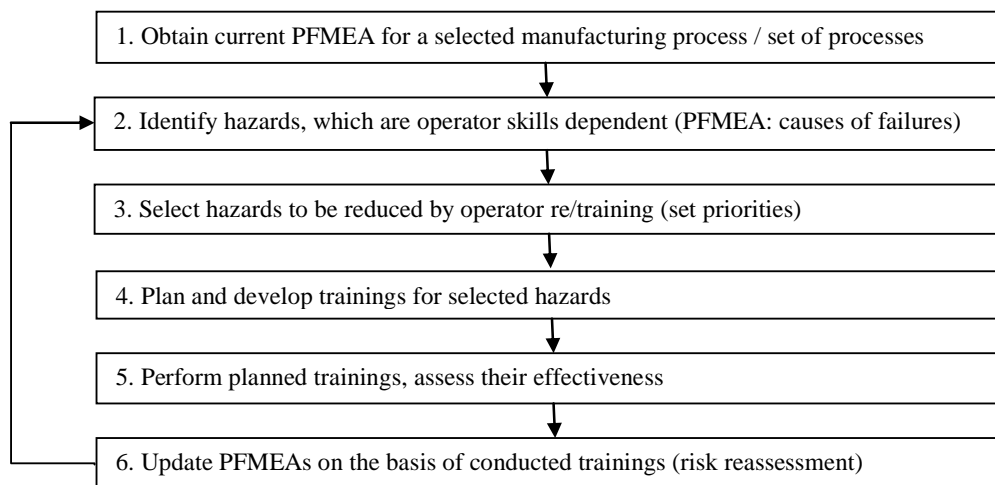 1. Obtain current PFMEA for a selected manufacturing process / set of processes
2. Identify hazards, which are operator skills dependent (PFMEA: causes of failures)
3. Select hazards to be reduced by operator re/training (set priorities)
4. Plan and develop trainings for selected hazards
5. Perform planned trainings, assess their effectiveness
6. Update PFMEAs on the basis of conducted trainings (risk reassessment)